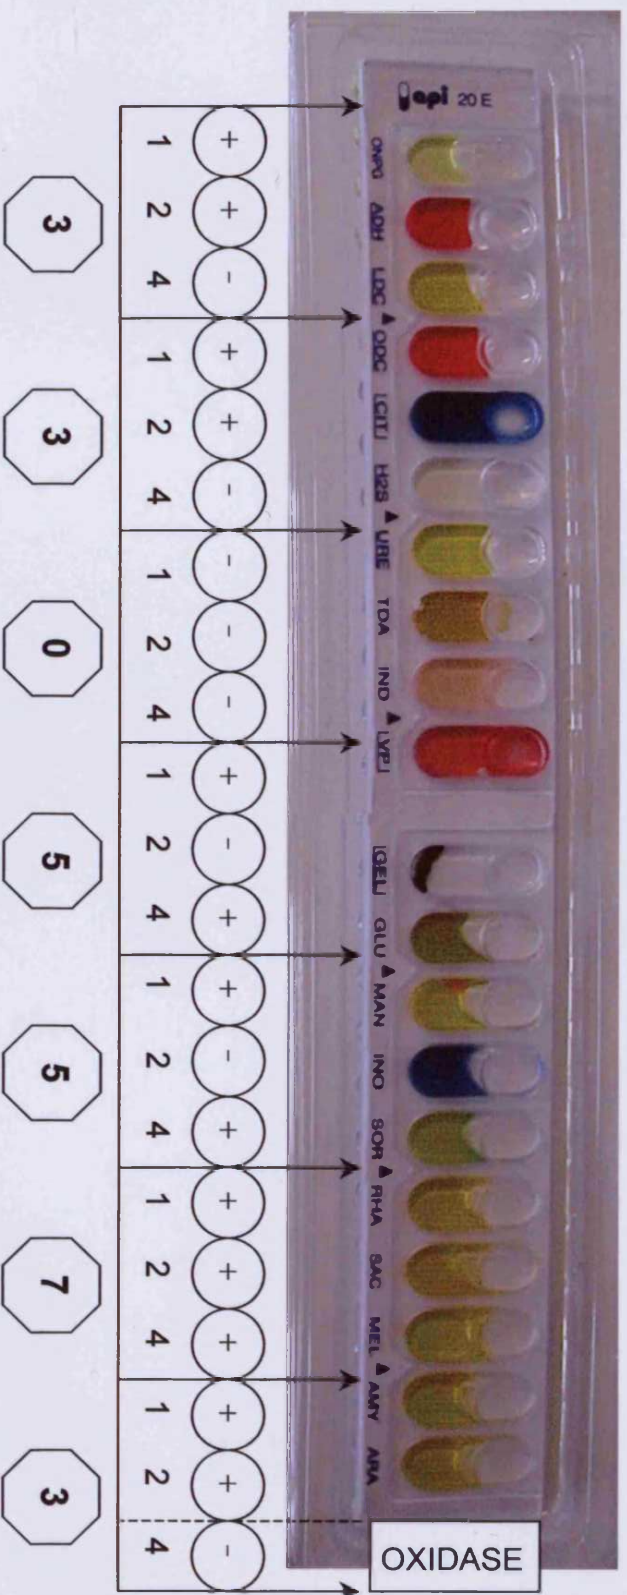 api 20 E
ONPG ADH LDC ODC |CIT| H2S URE TDA IND |VP| |GEL| GLU MAN INO SOR RHA SAC MEL AMY ARA
OXIDASE
+ + - + + - - - - + - + + - + + + + + + -
1 2 4 1 2 4 1 2 4 1 2 4 1 2 4 1 2 4 1 2 4
3 3 0 5 5 7 3